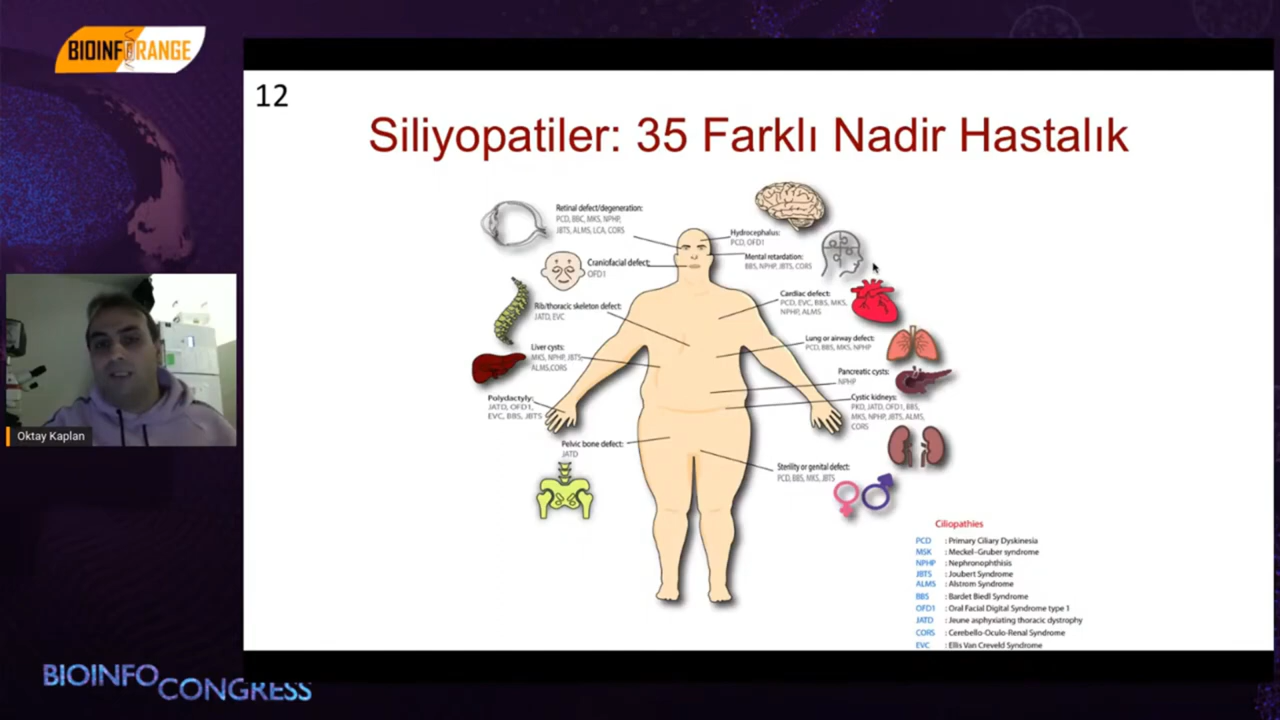 BIOINFORANGE
12
Siliyopatiler: 35 Farklı Nadir Hastalık
Retinal defect/degeneration:
PCD, BBC, MKS, NPHP,
JBTS, ALMS, LCA, CORS
Hydrocephalus:
PCD, OFD1
Mental retardation:
BBS, NPHP, JBTS, CORS
Craniofacial defect:
OFD1
Cardiac defect:
PCD, EVC, BBS, MKS,
NPHP, ALMS
Rib/thoracic skeleton defect:
JATD, EVC
Lung or airway defect:
PCD, BBS, MKS, NPHP
Liver cysts:
MKS, NPHP, JBTS,
ALMS,CORS
Pancreatic cysts:
NPHP
Polydactyly:
JATD, OFD1,
EVC, BBS, JBTS
Cystic kidneys:
PKD, JATD, OFD1, BBS,
MKS, NPHP, JBTS, ALMS,
CORS
Pelvic bone defect:
JATD
Sterility or genital defect:
PCD, BBS, MKS, JBTS
Ciliopathies
PCD : Primary Ciliary Dyskinesia
MSK : Meckel-Gruber syndrome
NPHP : Nephronophthisis
JBTS : Joubert Syndrome
ALMS : Alstrom Syndrome
BBS : Bardet Biedl Syndrome
OFD1 : Oral Facial Digital Syndrome type 1
JATD : Jeune asphyxiating thoracic dystrophy
CORS : Cerebello-Oculo-Renal Syndrome
EVC : Ellis Van Creveld Syndrome
Oktay Kaplan
BIOINFO CONGRESS